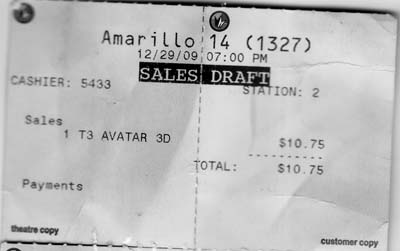 Amarillo 14 (1327)
12/29/09 07:00 PM
SALES DRAFT
CASHIER: 5433 STATION: 2
Sales
1 T3 AVATAR 3D $10.75
----------
TOTAL: $10.75
Payments
theatre copy customer copy